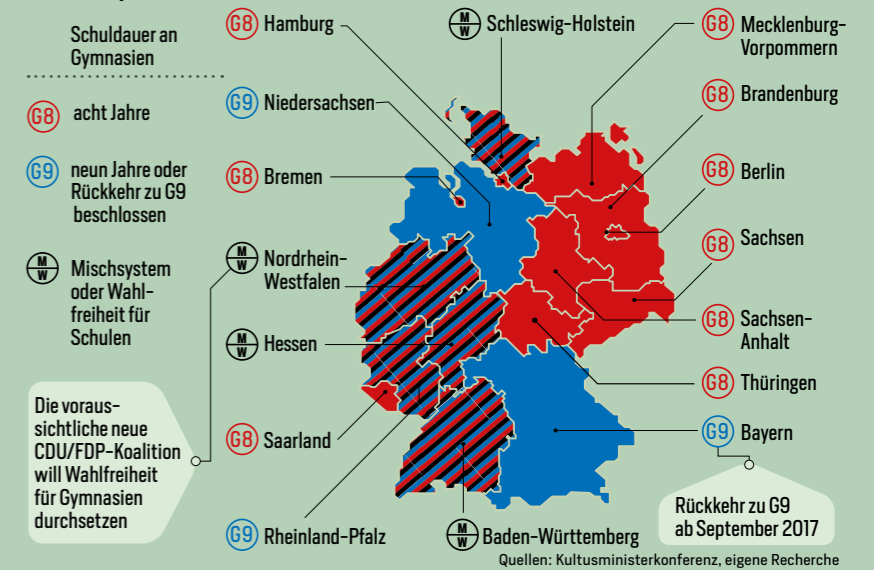 Schuldauer an
Gymnasien
G8 acht Jahre
G9 neun Jahre oder
Rückkehr zu G9
beschlossen
M
W
Mischsystem
oder Wahl-
freiheit für
Schulen
Die voraus-
sichtliche neue
CDU/FDP-Koalition
will Wahlfreiheit
für Gymnasien
durchsetzen
G8 Hamburg
G9 Niedersachsen
G8 Bremen
M
W
Nordrhein-
Westfalen
M
W
Hessen
G8 Saarland
G9 Rheinland-Pfalz
M
W
Schleswig-Holstein
M
W
Baden-Württemberg
G8 Mecklenburg-
Vorpommern
G8 Brandenburg
G8 Berlin
G8 Sachsen
G8 Sachsen-
Anhalt
G8 Thüringen
G9 Bayern
Rückkehr zu G9
ab September 2017
Quellen: Kultusministerkonferenz, eigene Recherche